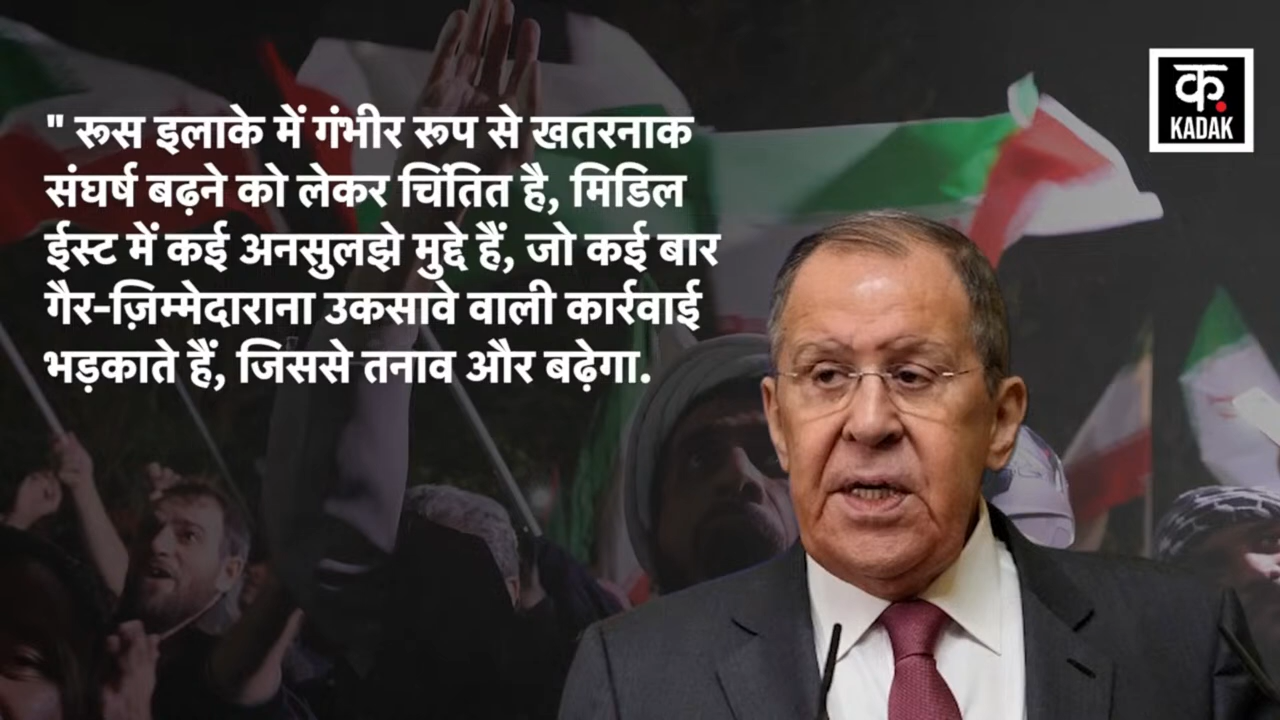 " रूस इलाके में गंभीर रूप से खतरनाक
संघर्ष बढ़ने को लेकर चिंतित है, मिडिल
ईस्ट में कई अनसुलझे मुद्दे हैं, जो कई बार
गैर-ज़िम्मेदाराना उकसावे वाली कार्रवाई
भड़काते हैं, जिससे तनाव और बढ़ेगा.
क
KADAK